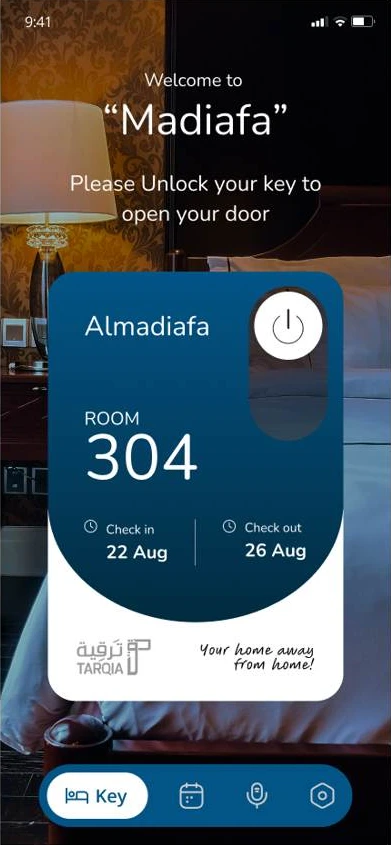 9:41
Welcome to
“Madiafa”
Please Unlock your key to
open your door
Almadiafa
ROOM
304
Check in
22 Aug
Check out
26 Aug
تَرقية
TARQIA
Your home away
from home!
Key